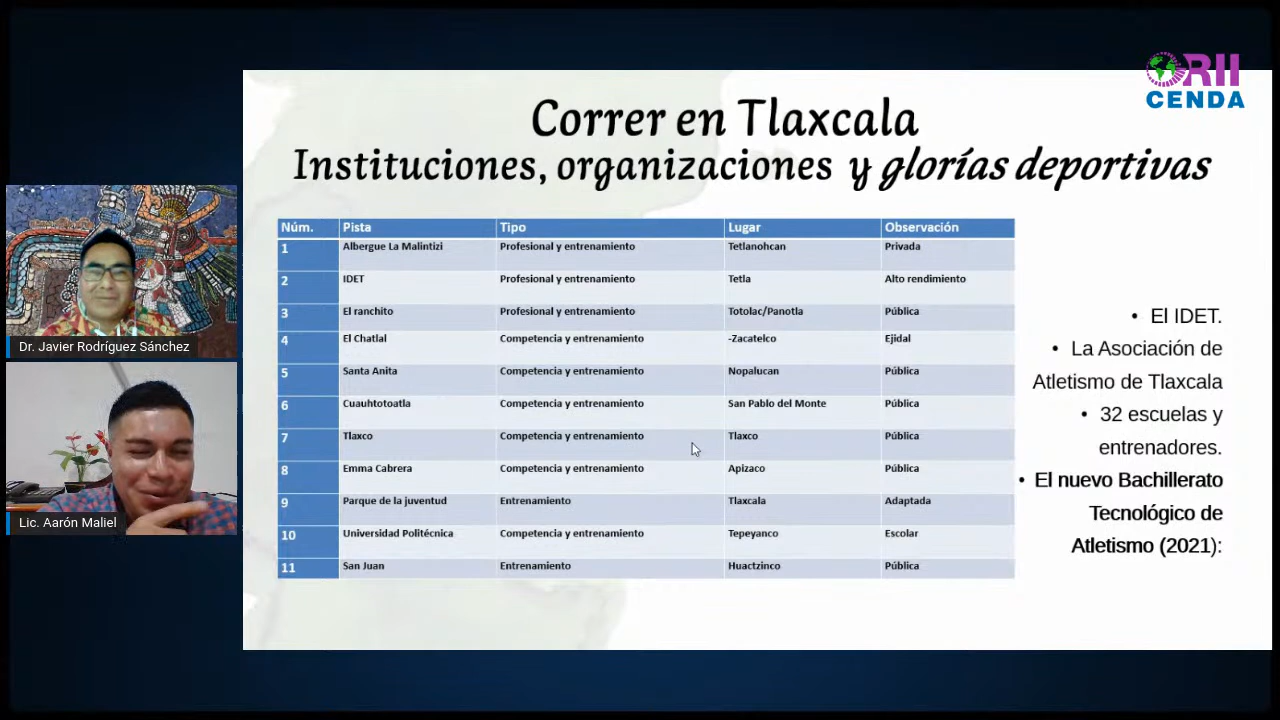 ORII
CENDA
Correr en Tlaxcala
Instituciones, organizaciones y glorías deportivas
Núm. Pista Tipo Lugar Observación
1 Albergue La Malintizi Profesional y entrenamiento Tetlanohcan Privada
2 IDET Profesional y entrenamiento Tetla Alto rendimiento
3 El ranchito Profesional y entrenamiento Totolac/Panotla Pública
4 El Chatlal Competencia y entrenamiento -Zacatelco Ejidal
5 Santa Anita Competencia y entrenamiento Nopalucan Pública
6 Cuauhtotoatla Competencia y entrenamiento San Pablo del Monte Pública
7 Tlaxco Competencia y entrenamiento Tlaxco Pública
8 Emma Cabrera Competencia y entrenamiento Apizaco Pública
9 Parque de la juventud Entrenamiento Tlaxcala Adaptada
10 Universidad Politécnica Competencia y entrenamiento Tepeyanco Escolar
11 San Juan Entrenamiento Huactzinco Pública
• El IDET.
• La Asociación de
Atletismo de Tlaxcala
• 32 escuelas y
entrenadores.
• El nuevo Bachillerato
Tecnológico de
Atletismo (2021):
Dr. Javier Rodríguez Sánchez
Lic. Aarón Maliel